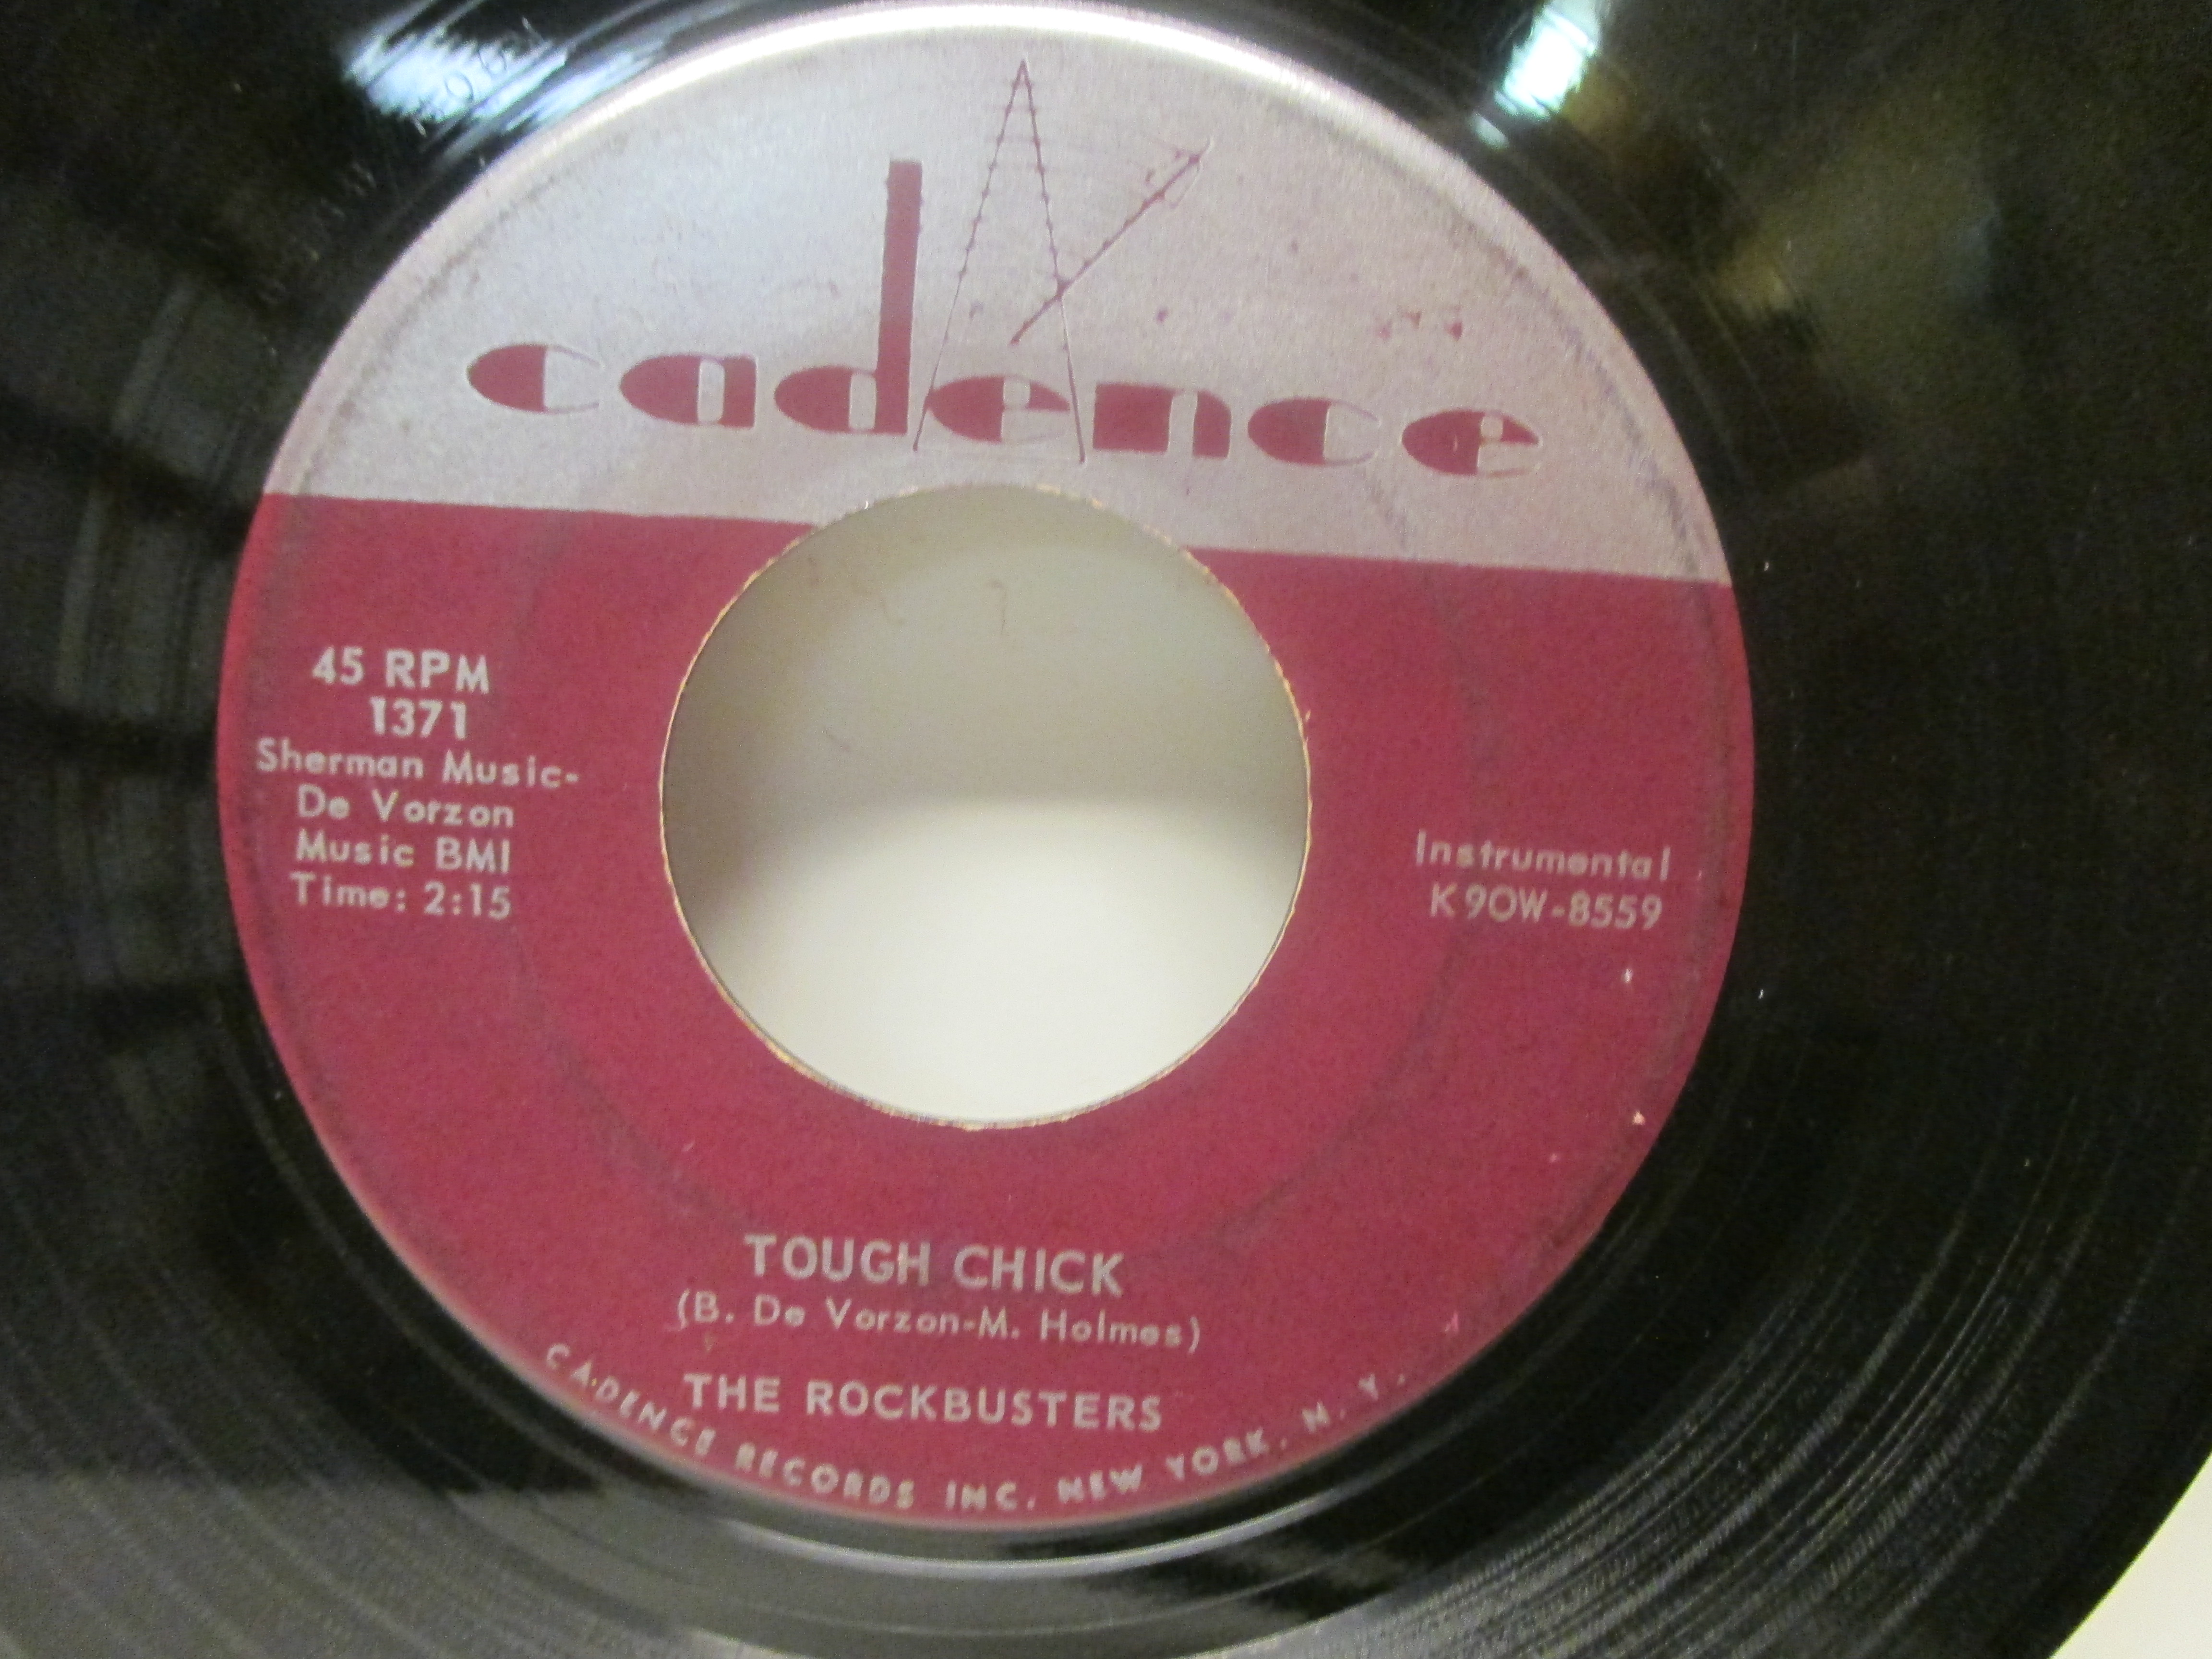 cadence
45 RPM
1371
Sherman Music-
De Vorzon
Music BMI
Time: 2:15
Instrumental
K90W-8559
TOUGH CHICK
(B. De Vorzon-M. Holmes)
THE ROCKBUSTERS
CADENCE RECORDS INC. NEW YORK, N. Y.